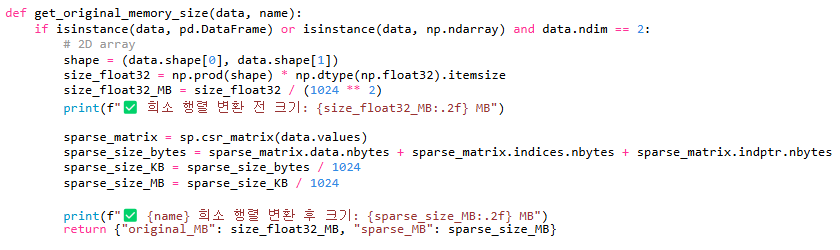 def get_original_memory_size(data, name):
    if isinstance(data, pd.DataFrame) or isinstance(data, np.ndarray) and data.ndim == 2:
        # 2D array
        shape = (data.shape[0], data.shape[1])
        size_float32 = np.prod(shape) * np.dtype(np.float32).itemsize
        size_float32_MB = size_float32 / (1024 ** 2)
        print(f"✅ 희소 행렬 변환 전 크기: {size_float32_MB:.2f} MB")

        sparse_matrix = sp.csr_matrix(data.values)
        sparse_size_bytes = sparse_matrix.data.nbytes + sparse_matrix.indices.nbytes + sparse_matrix.indptr.nbytes
        sparse_size_KB = sparse_size_bytes / 1024
        sparse_size_MB = sparse_size_KB / 1024

        print(f"✅ {name} 희소 행렬 변환 후 크기: {sparse_size_MB:.2f} MB")
        return {"original_MB": size_float32_MB, "sparse_MB": sparse_size_MB}